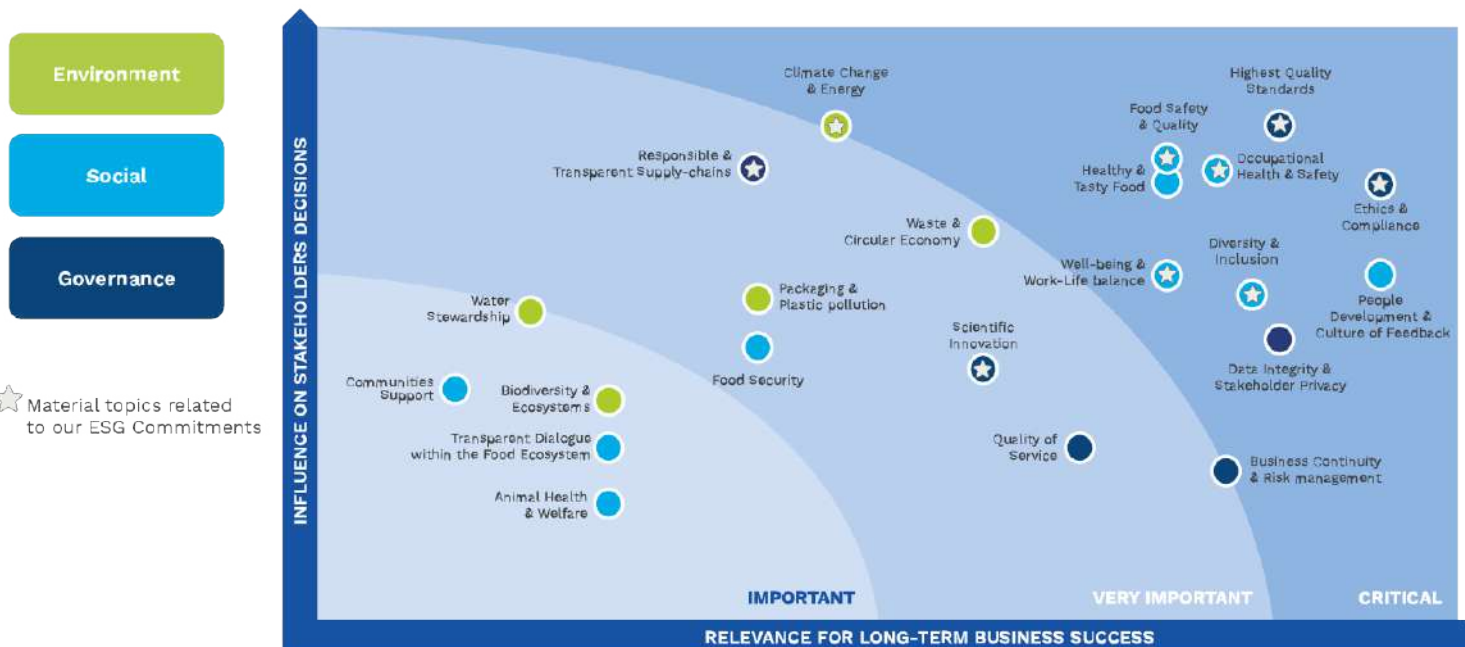 Environment
Social
Governance
Material topics related
to our ESG Commitments
INFLUENCE ON STAKEHOLDERS DECISIONS
Climate Change
& Energy
Highest Quality
Standards
Food Safety
& Quality
Responsible &
Transparent Supply-chains
Healthy &
Tasty Food
Occupational
Health & Safety
Ethics &
Compliance
Waste &
Circular Economy
Diversity &
Inclusion
Well-being &
Work-Life balance
Water
Stewardship
Packaging &
Plastic pollution
People
Development &
Culture of Feedback
Scientific
Innovation
Food Security
Data Integrity &
Stakeholder Privacy
Communities
Support
Biodiversity &
Ecosystems
Transparent Dialogue
within the Food Ecosystem
Quality of
Service
Business Continuity
& Risk management
Animal Health
& Welfare
IMPORTANT
VERY IMPORTANT
CRITICAL
RELEVANCE FOR LONG-TERM BUSINESS SUCCESS